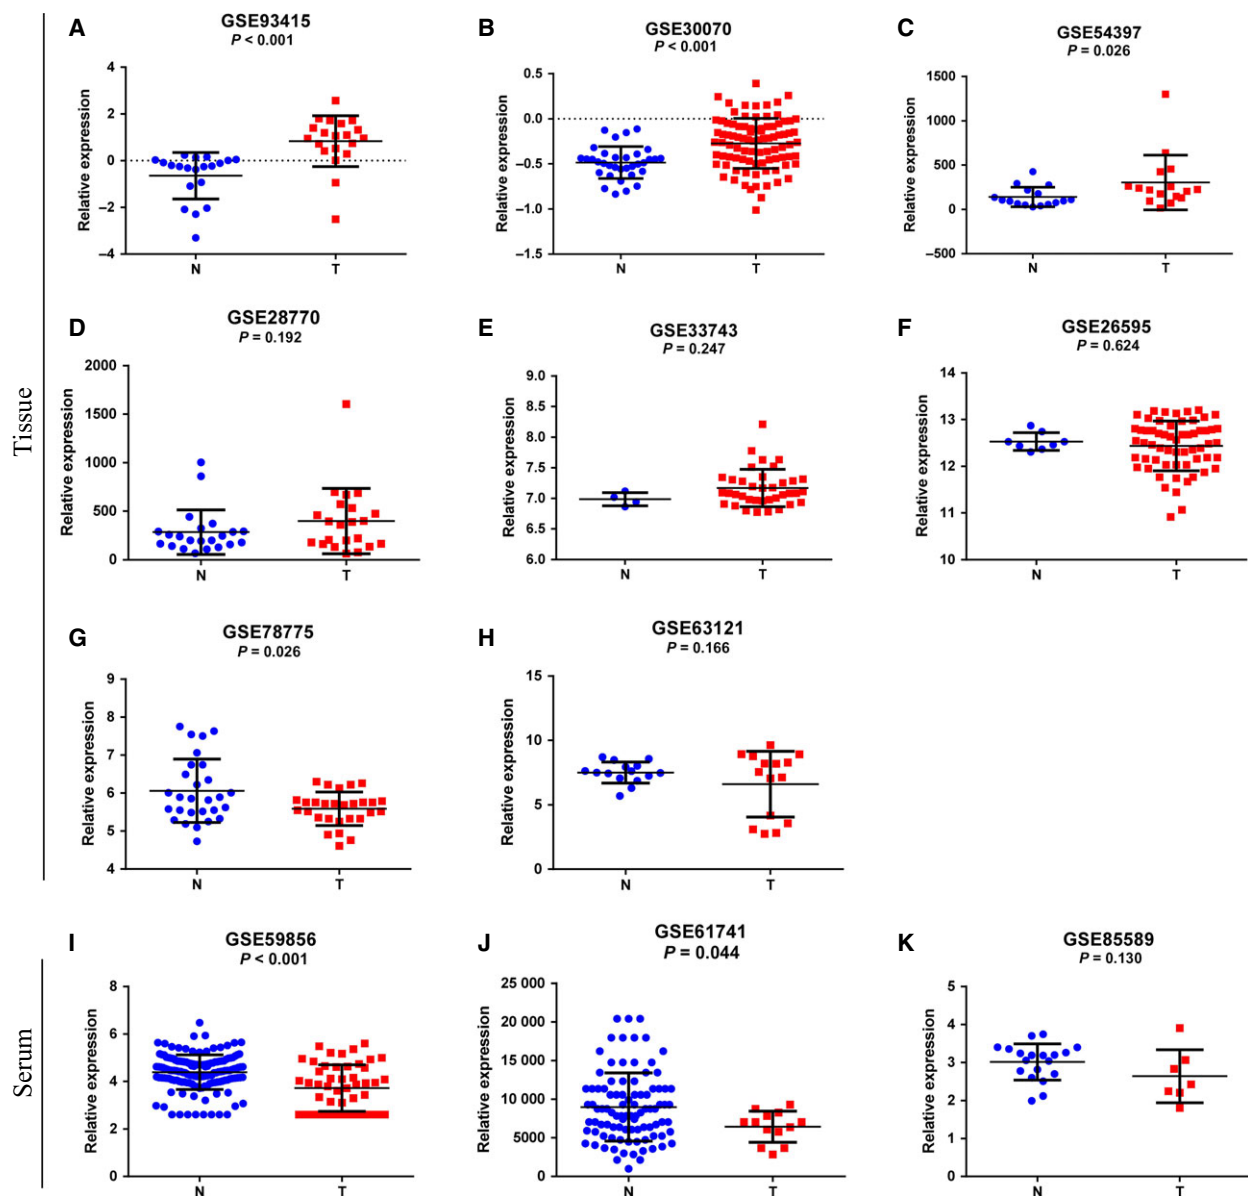 Tissue
A
GSE93415
P < 0.001
Relative expression
4
2
0
–2
–4
N
T
B
GSE30070
P < 0.001
Relative expression
0.5
0.0
–0.5
–1.0
–1.5
N
T
C
GSE54397
P = 0.026
Relative expression
1500
1000
500
0
–500
N
T
D
GSE28770
P = 0.192
Relative expression
2000
1500
1000
500
0
N
T
E
GSE33743
P = 0.247
Relative expression
9.0
8.5
8.0
7.5
7.0
6.5
6.0
N
T
F
GSE26595
P = 0.624
Relative expression
14
13
12
11
10
N
T
G
GSE78775
P = 0.026
Relative expression
9
8
7
6
5
4
N
T
H
GSE63121
P = 0.166
Relative expression
15
10
5
0
N
T
Serum
I
GSE59856
P < 0.001
Relative expression
8
6
4
2
0
N
T
J
GSE61741
P = 0.044
Relative expression
25 000
20 000
15 000
10 000
5000
0
N
T
K
GSE85589
P = 0.130
Relative expression
5
4
3
2
1
0
N
T